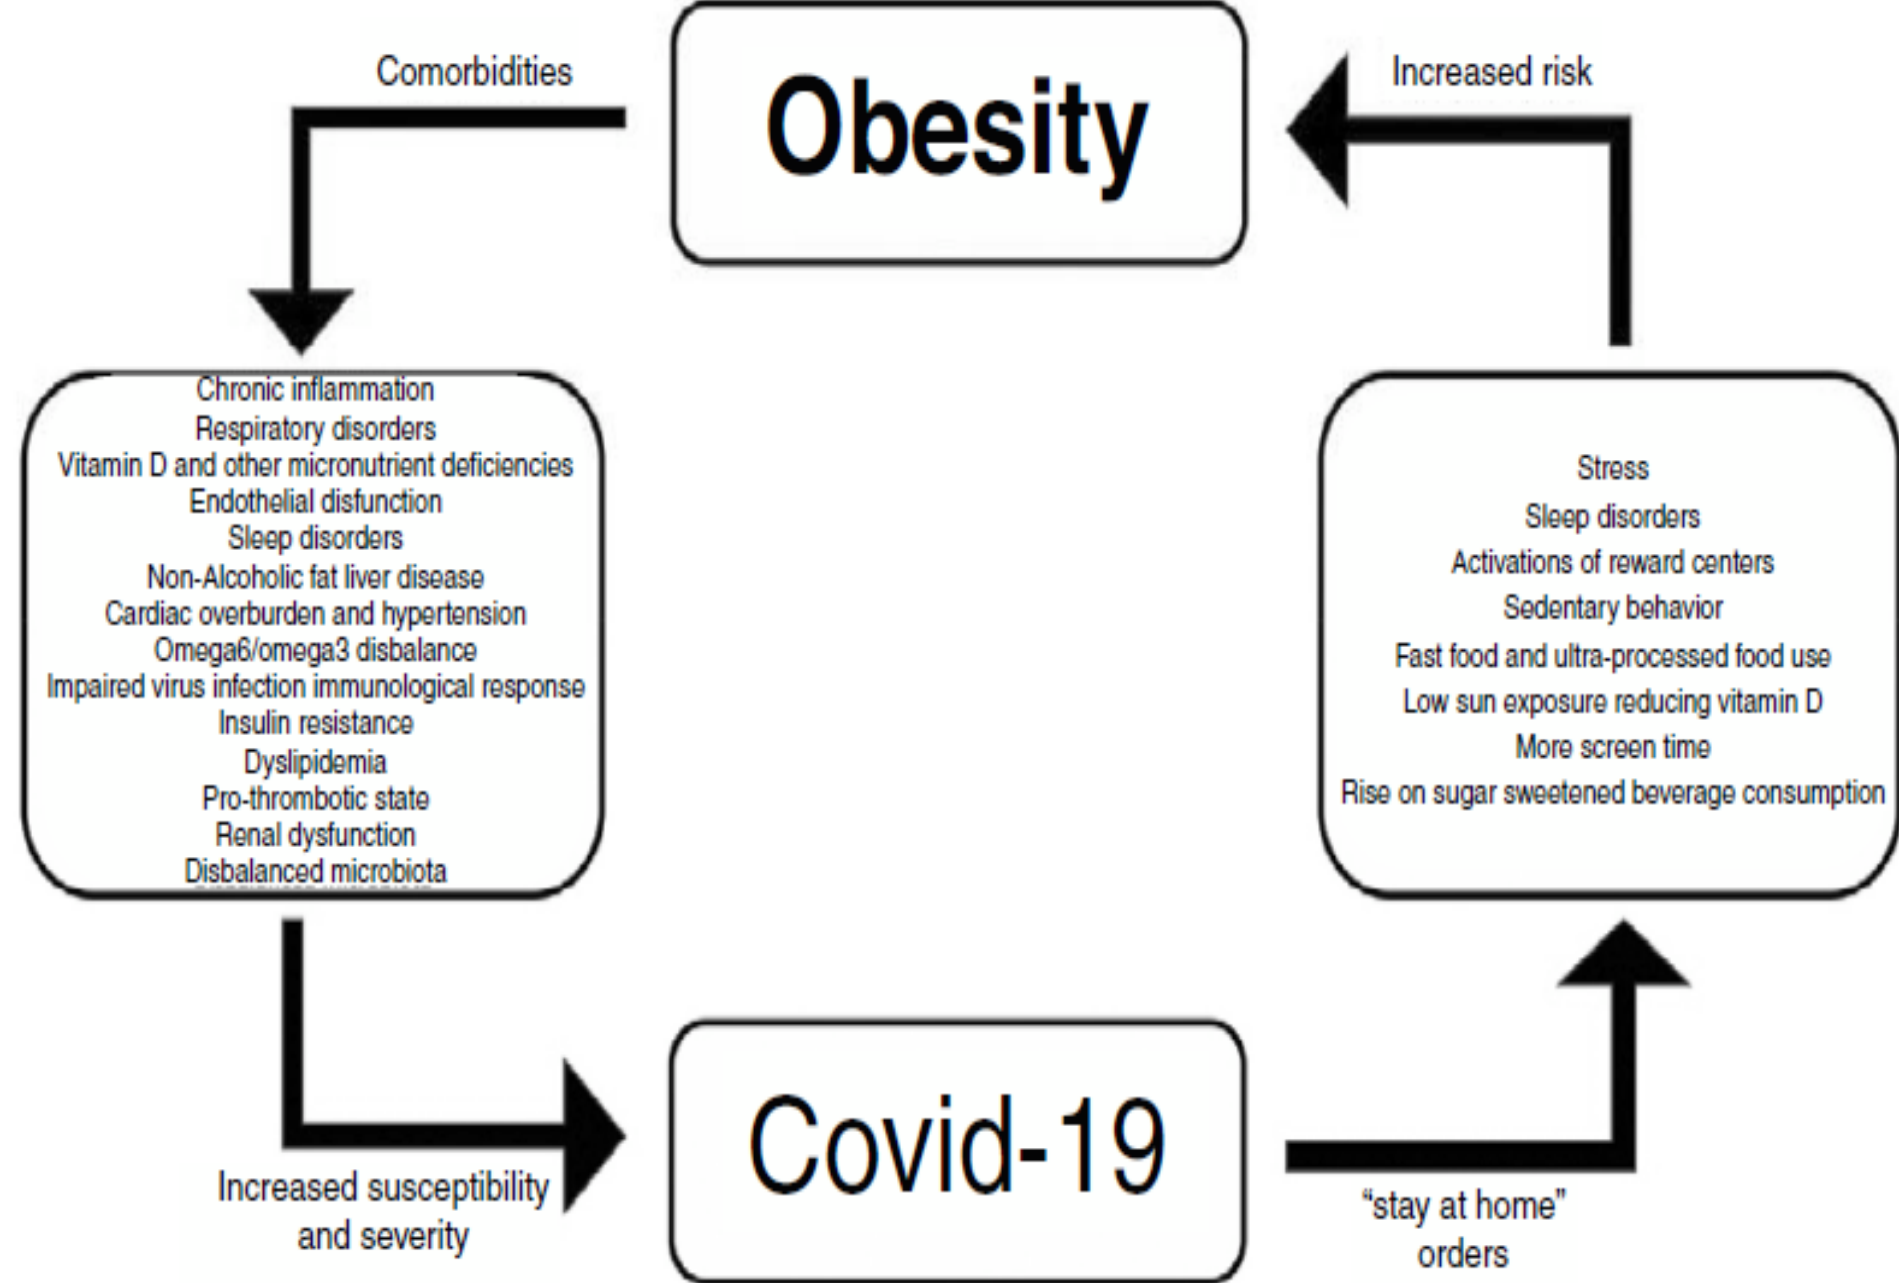 Obesity
Comorbidities
Increased risk
Chronic inflammation
Respiratory disorders
Vitamin D and other micronutrient deficiencies
Endothelial disfunction
Sleep disorders
Non-Alcoholic fat liver disease
Cardiac overburden and hypertension
Omega6/omega3 disbalance
Impaired virus infection immunological response
Insulin resistance
Dyslipidemia
Pro-thrombotic state
Renal dysfunction
Disbalanced microbiota
Stress
Sleep disorders
Activations of reward centers
Sedentary behavior
Fast food and ultra-processed food use
Low sun exposure reducing vitamin D
More screen time
Rise on sugar sweetened beverage consumption
Increased susceptibility
and severity
Covid-19
“stay at home”
orders